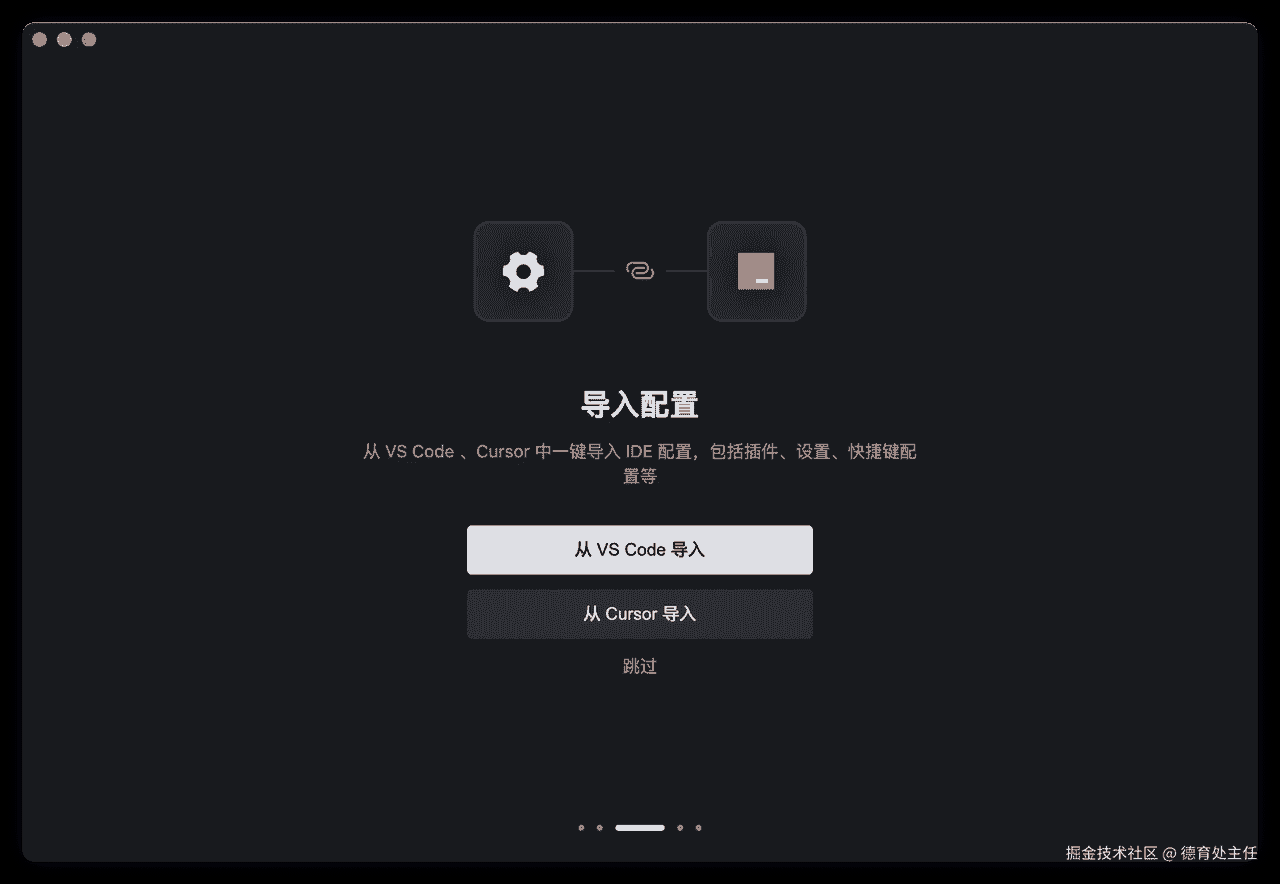 导入配置
从 VS Code 、Cursor 中一键导入 IDE 配置，包括插件、设置、快捷键配
置等
从 VS Code 导入
从 Cursor 导入
跳过
掘金技术社区 @ 德育处主任